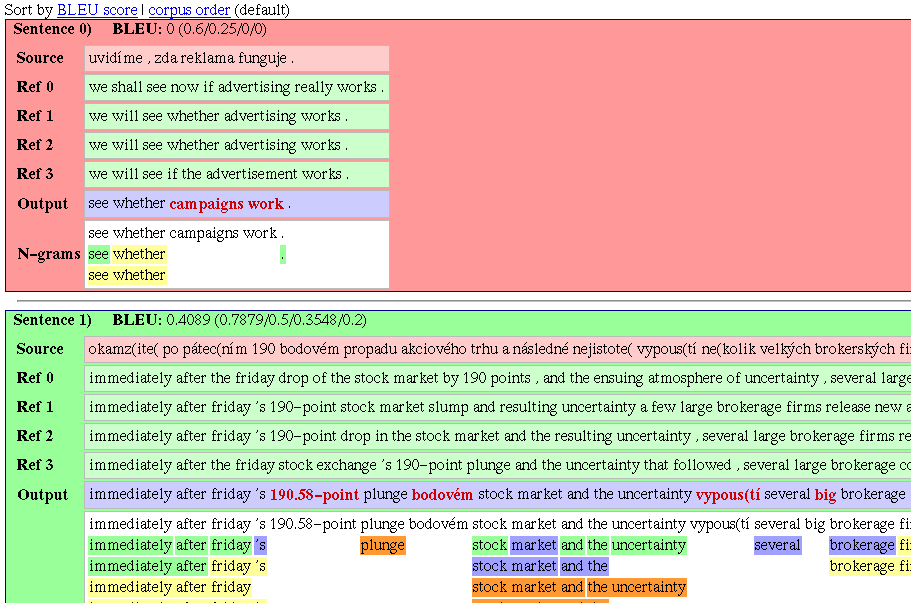 Sort by BLEU score | corpus order (default)
Sentence 0) BLEU: 0 (0.6/0.25/0/0)
Source uvidíme , zda reklama funguje .
Ref 0 we shall see now if advertising really works .
Ref 1 we will see whether advertising works .
Ref 2 we will see whether advertising works .
Ref 3 we will see if the advertisement works .
Output see whether campaigns work .
see whether campaigns work .
N-grams see whether .
see whether
Sentence 1) BLEU: 0.4089 (0.7879/0.5/0.3548/0.2)
Source okamz(ite( po pátec(ním 190 bodovém propadu akciového trhu a následné nejistote( vypous(tí ne(kolik velkých brokerských
Ref 0 immediately after the friday drop of the stock market by 190 points , and the ensuing atmosphere of uncertainty , several large
Ref 1 immediately after friday 's 190-point stock market slump and resulting uncertainty a few large brokerage firms release new
Ref 2 immediately after friday 's 190-point drop in the stock market and the resulting uncertainty , several large brokerage firms
Ref 3 immediately after the friday stock exchange 's 190-point plunge and the uncertainty that followed , several large brokerage
Output immediately after friday 's 190.58-point plunge bodovém stock market and the uncertainty vypous(tí several big brokerage
immediately after friday 's 190.58-point plunge bodovém stock market and the uncertainty vypous(tí several big brokerage
immediately after friday 's plunge stock market and the uncertainty several brokerage
immediately after friday 's stock market and the brokerage
immediately after friday stock market and the uncertainty